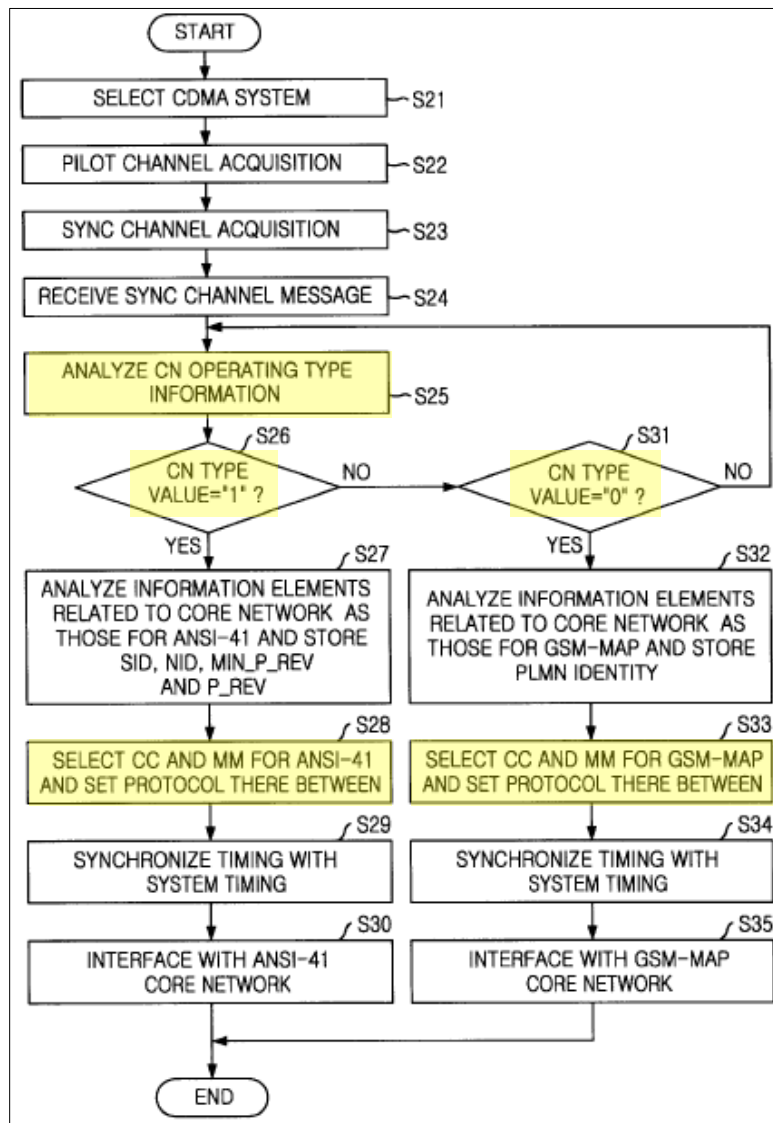 START
SELECT CDMA SYSTEM
S21
PILOT CHANNEL ACQUISITION
S22
SYNC CHANNEL ACQUISITION
S23
RECEIVE SYNC CHANNEL MESSAGE
S24
ANALYZE CN OPERATING TYPE
INFORMATION
S25
S26
CN TYPE
VALUE="1" ?
NO
YES
S31
CN TYPE
VALUE="0" ?
NO
YES
S27
ANALYZE INFORMATION ELEMENTS
RELATED TO CORE NETWORK AS
THOSE FOR ANSI-41 AND STORE
SID, NID, MIN_P_REV
AND P_REV
S32
ANALYZE INFORMATION ELEMENTS
RELATED TO CORE NETWORK AS
THOSE FOR GSM-MAP AND STORE
PLMN IDENTITY
S28
SELECT CC AND MM FOR ANSI-41
AND SET PROTOCOL THERE BETWEEN
S33
SELECT CC AND MM FOR GSM-MAP
AND SET PROTOCOL THERE BETWEEN
S29
SYNCHRONIZE TIMING WITH
SYSTEM TIMING
S34
SYNCHRONIZE TIMING WITH
SYSTEM TIMING
S30
INTERFACE WITH ANSI-41
CORE NETWORK
S35
INTERFACE WITH GSM-MAP
CORE NETWORK
END